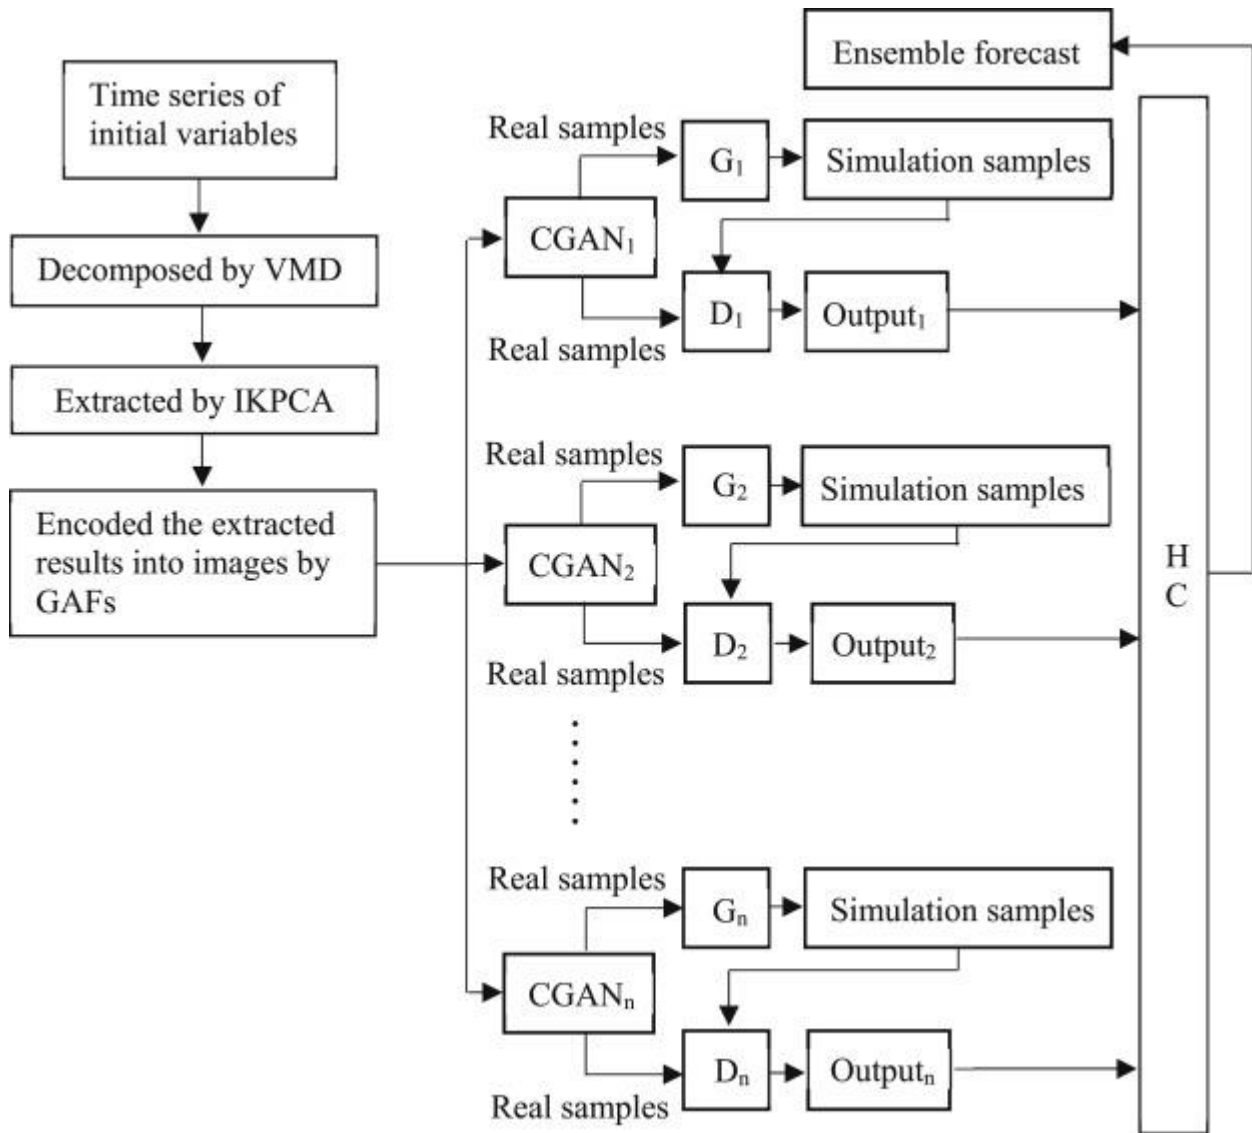 Time series of
initial variables
Decomposed by VMD
Extracted by IKPCA
Encoded the extracted
results into images by
GAFs
Ensemble forecast
Real samples
G₁
Simulation samples
CGAN₁
D₁
Output₁
Real samples
Real samples
G₂
Simulation samples
CGAN₂
D₂
Output₂
Real samples
Real samples
Gₙ
Simulation samples
CGANₙ
Dₙ
Outputₙ
Real samples
H
C